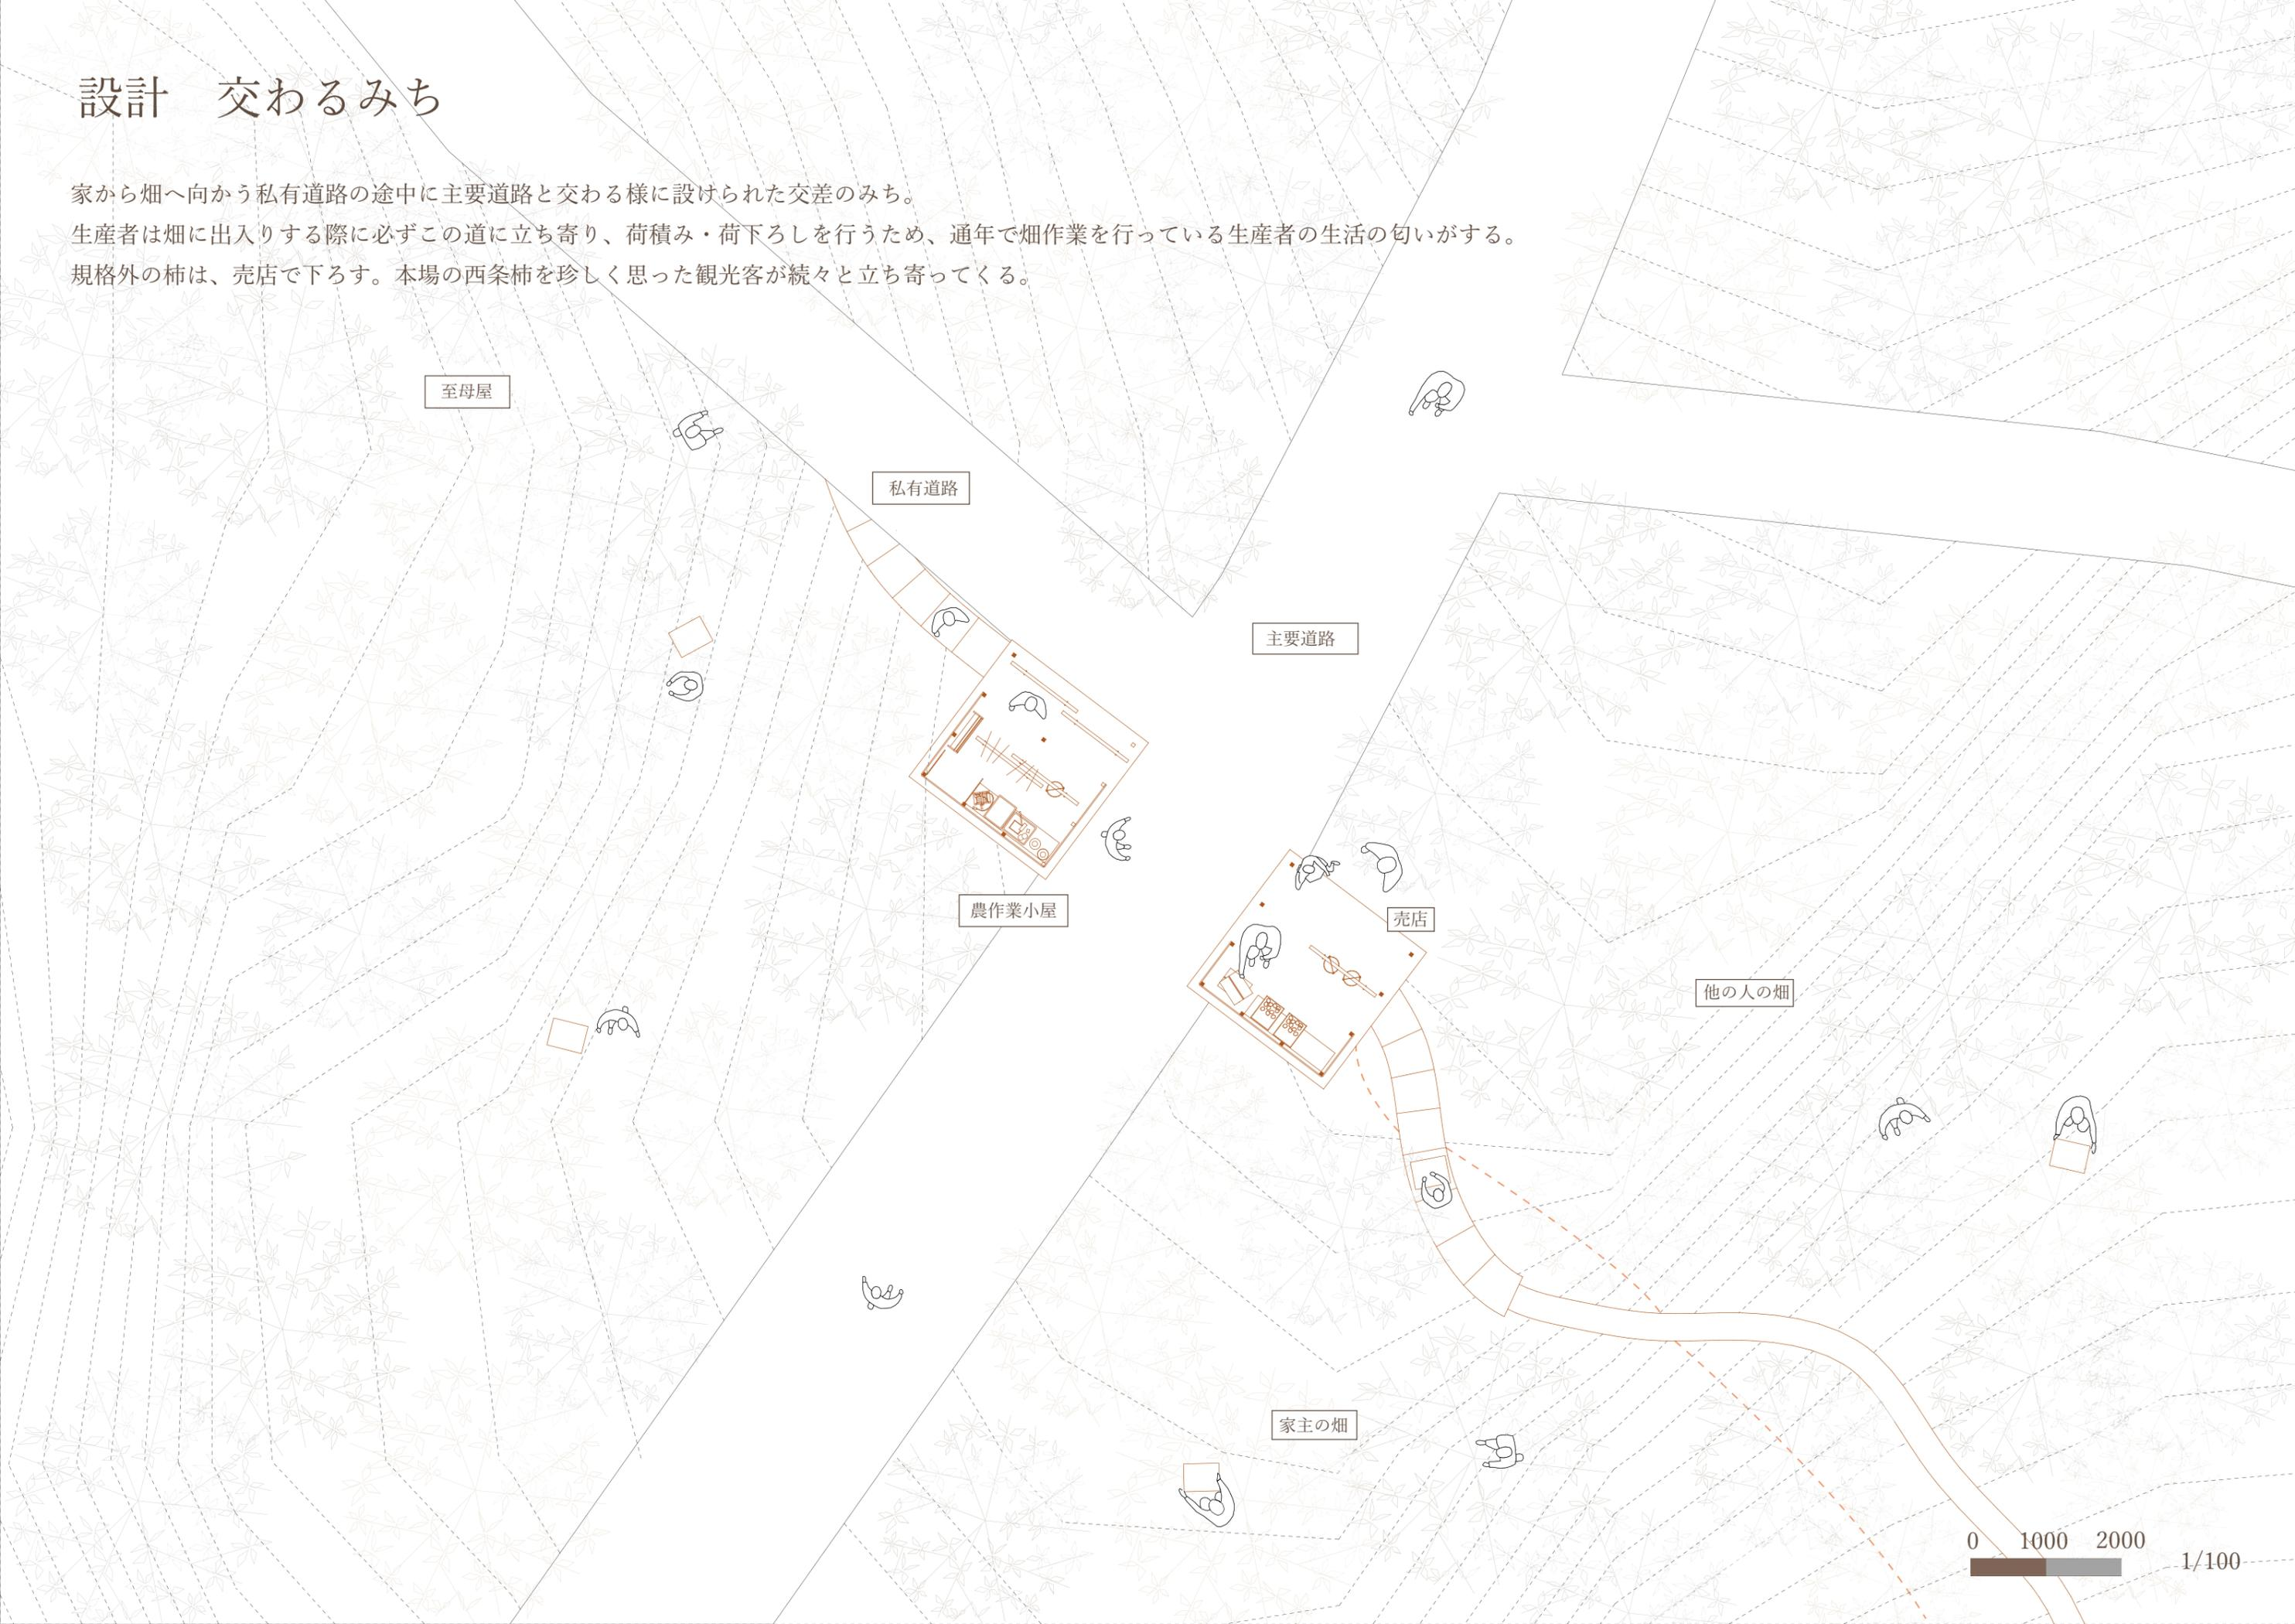 設計　交わるみち
家から畑へ向かう私有道路の途中に主要道路と交わる様に設けられた交差のみち。
生産者は畑に出入りする際に必ずこの道に立ち寄り、荷積み・荷下ろしを行うため、通年で畑作業を行っている生産者の生活の匂いがする。
規格外の柿は、売店で下ろす。本場の西条柿を珍しく思った観光客が続々と立ち寄ってくる。
至母屋
私有道路
主要道路
農作業小屋
売店
他の人の畑
家主の畑
0 1000 2000
1/100